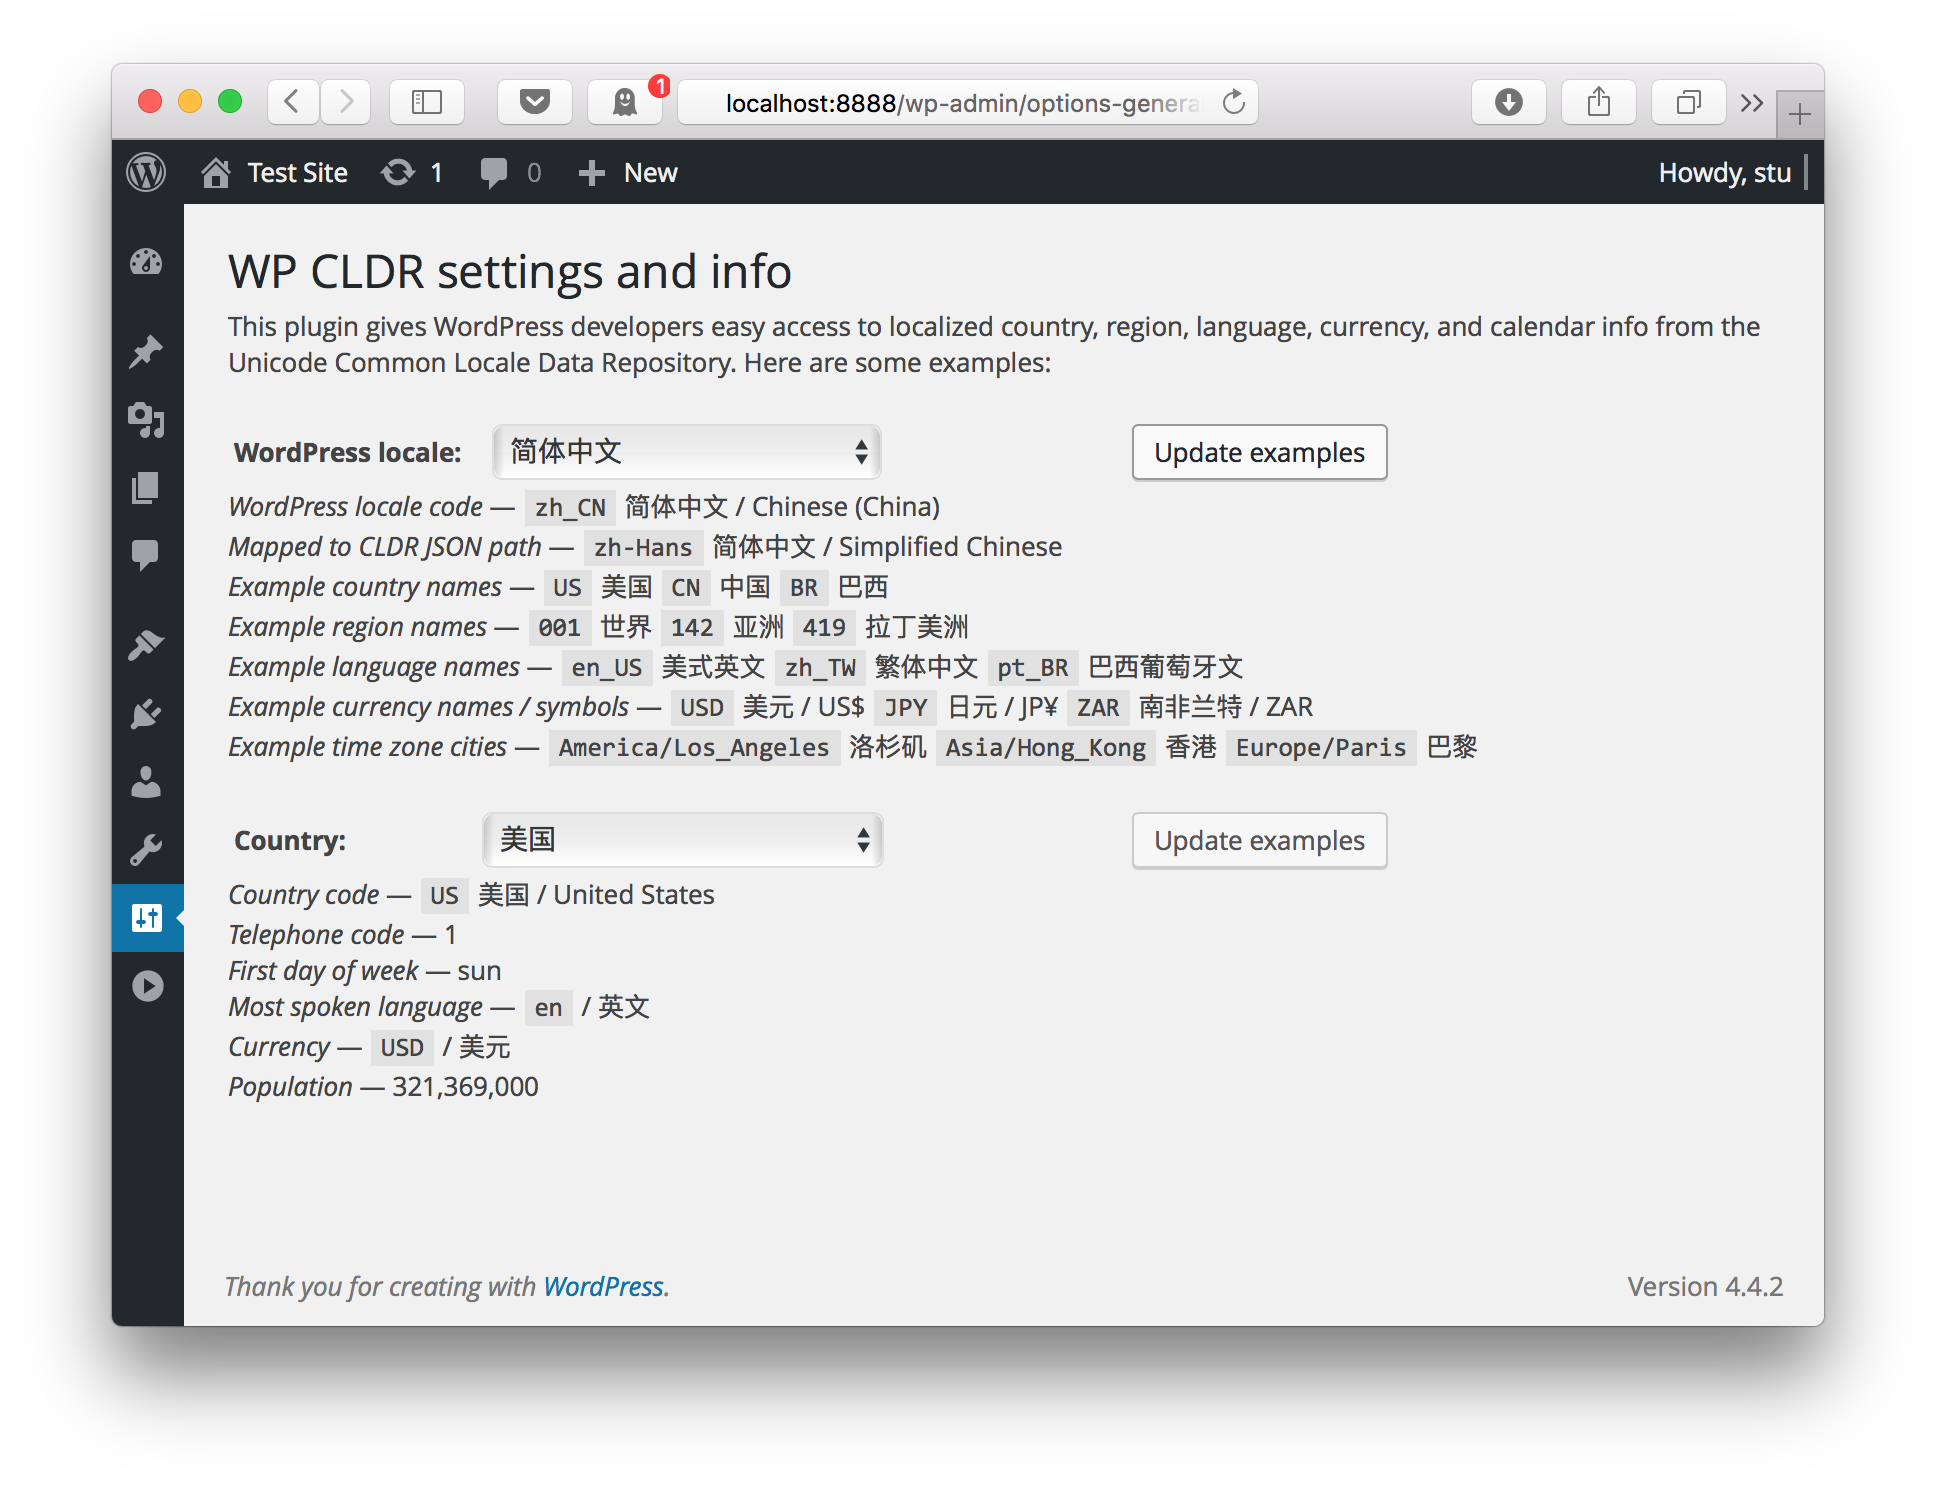 1
localhost:8888/wp-admin/options-genera
Test Site 1 0 New Howdy, stu
WP CLDR settings and info
This plugin gives WordPress developers easy access to localized country, region, language, currency, and calendar info from the
Unicode Common Locale Data Repository. Here are some examples:
WordPress locale: 简体中文 Update examples
WordPress locale code — zh_CN 简体中文 / Chinese (China)
Mapped to CLDR JSON path — zh-Hans 简体中文 / Simplified Chinese
Example country names — US 美国 CN 中国 BR 巴西
Example region names — 001 世界 142 亚洲 419 拉丁美洲
Example language names — en_US 美式英文 zh_TW 繁体中文 pt_BR 巴西葡萄牙文
Example currency names / symbols — USD 美元 / US$ JPY 日元 / JP¥ ZAR 南非兰特 / ZAR
Example time zone cities — America/Los_Angeles 洛杉矶 Asia/Hong_Kong 香港 Europe/Paris 巴黎
Country: 美国 Update examples
Country code — US 美国 / United States
Telephone code — 1
First day of week — sun
Most spoken language — en / 英文
Currency — USD / 美元
Population — 321,369,000
Thank you for creating with WordPress. Version 4.4.2